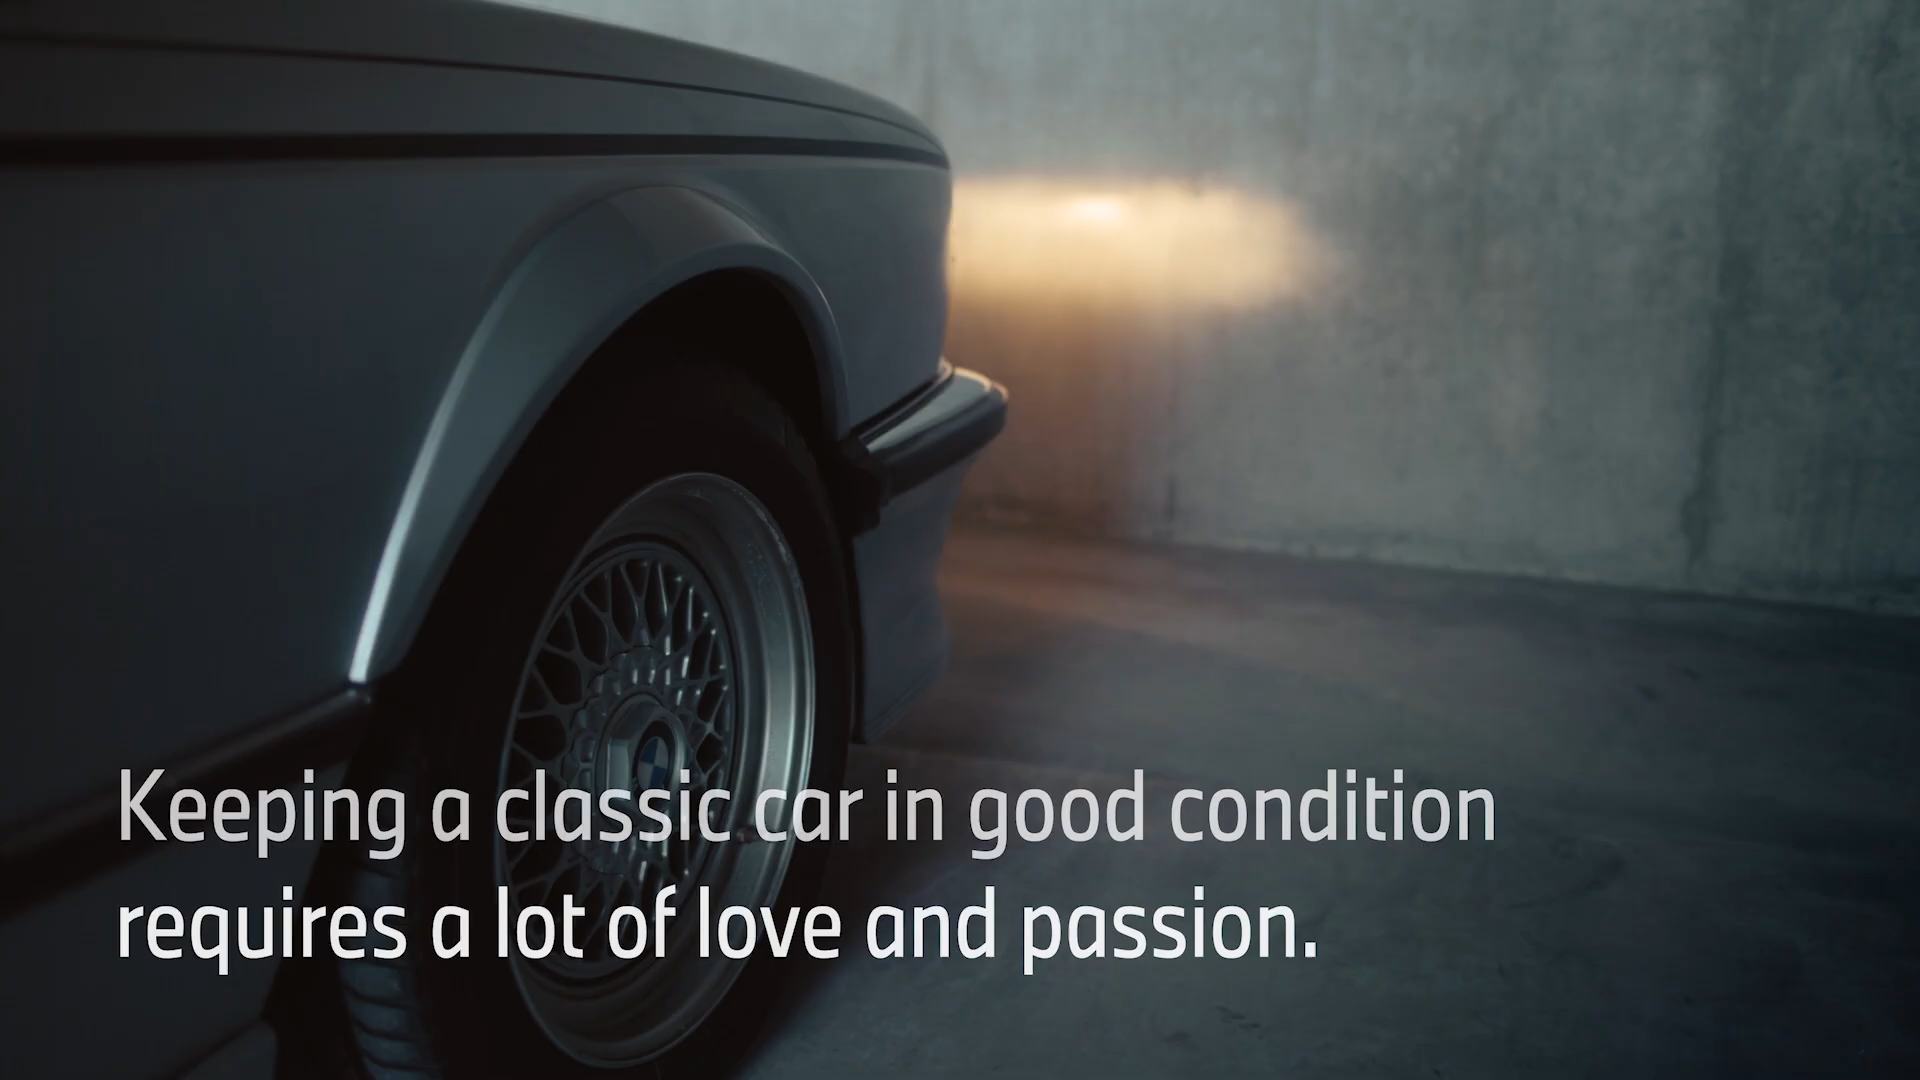 Keeping a classic car in good condition
requires a lot of love and passion.